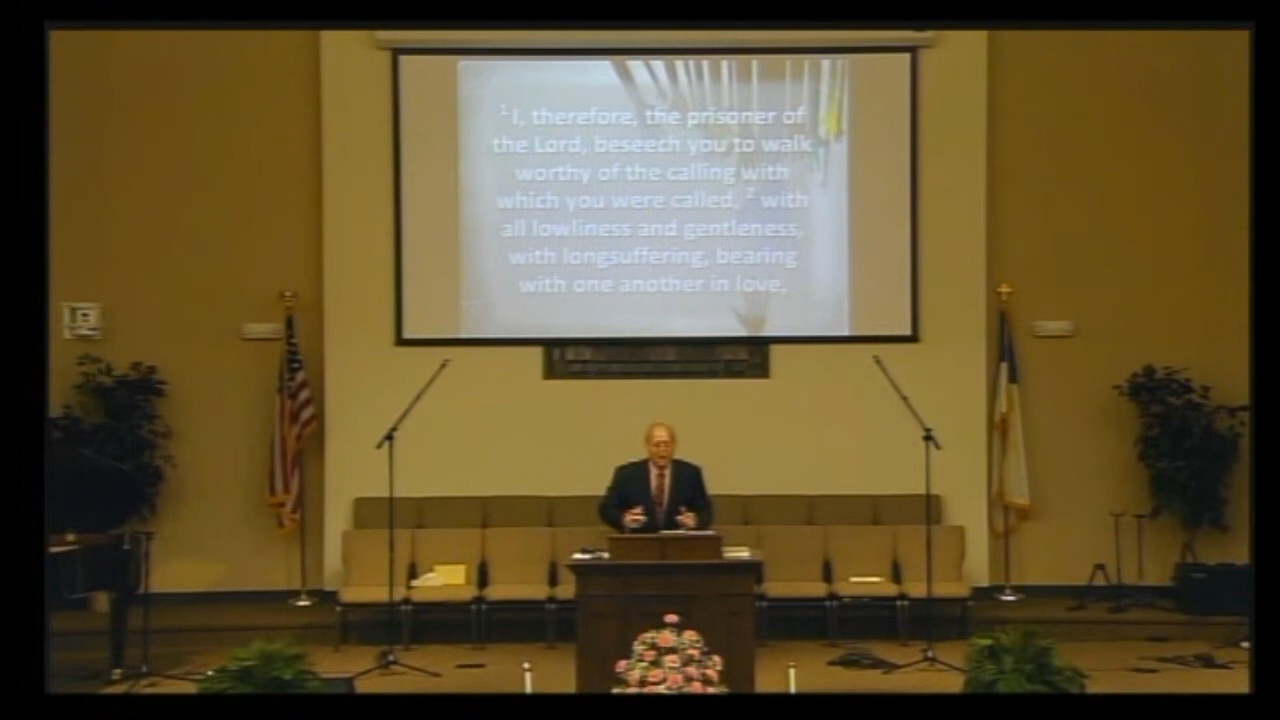 ¹ I, therefore, the prisoner of
the Lord, beseech you to walk
worthy of the calling with
which you were called, ² with
all lowliness and gentleness,
with longsuffering, bearing
with one another in love,